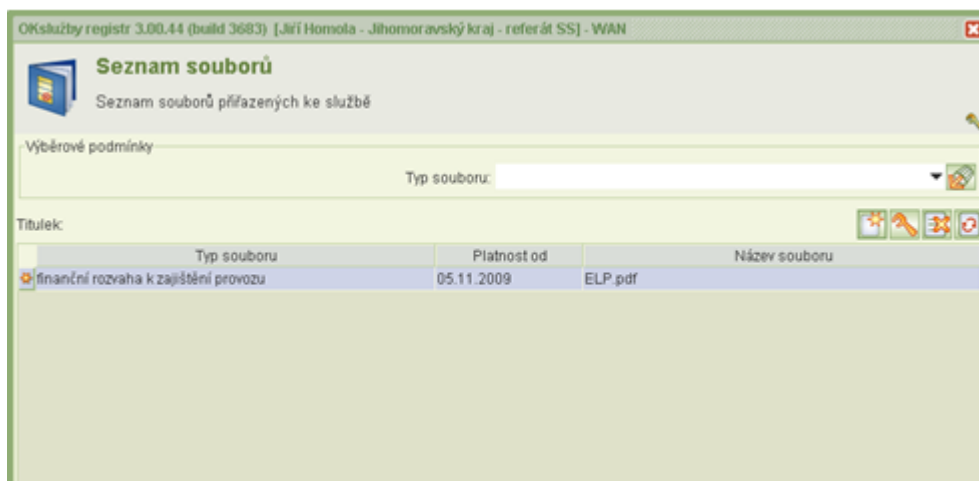 OKslužby registr 3.00.44 (build 3683) [Jiří Homola - Jihomoravský kraj - referát SS] - WAN
Seznam souborů
Seznam souborů přiřazených ke službě
Výběrové podmínky
Typ souboru:
Titulek:
Typ souboru Platnost od Název souboru
finanční rozvaha k zajištění provozu 05.11.2009 ELP.pdf